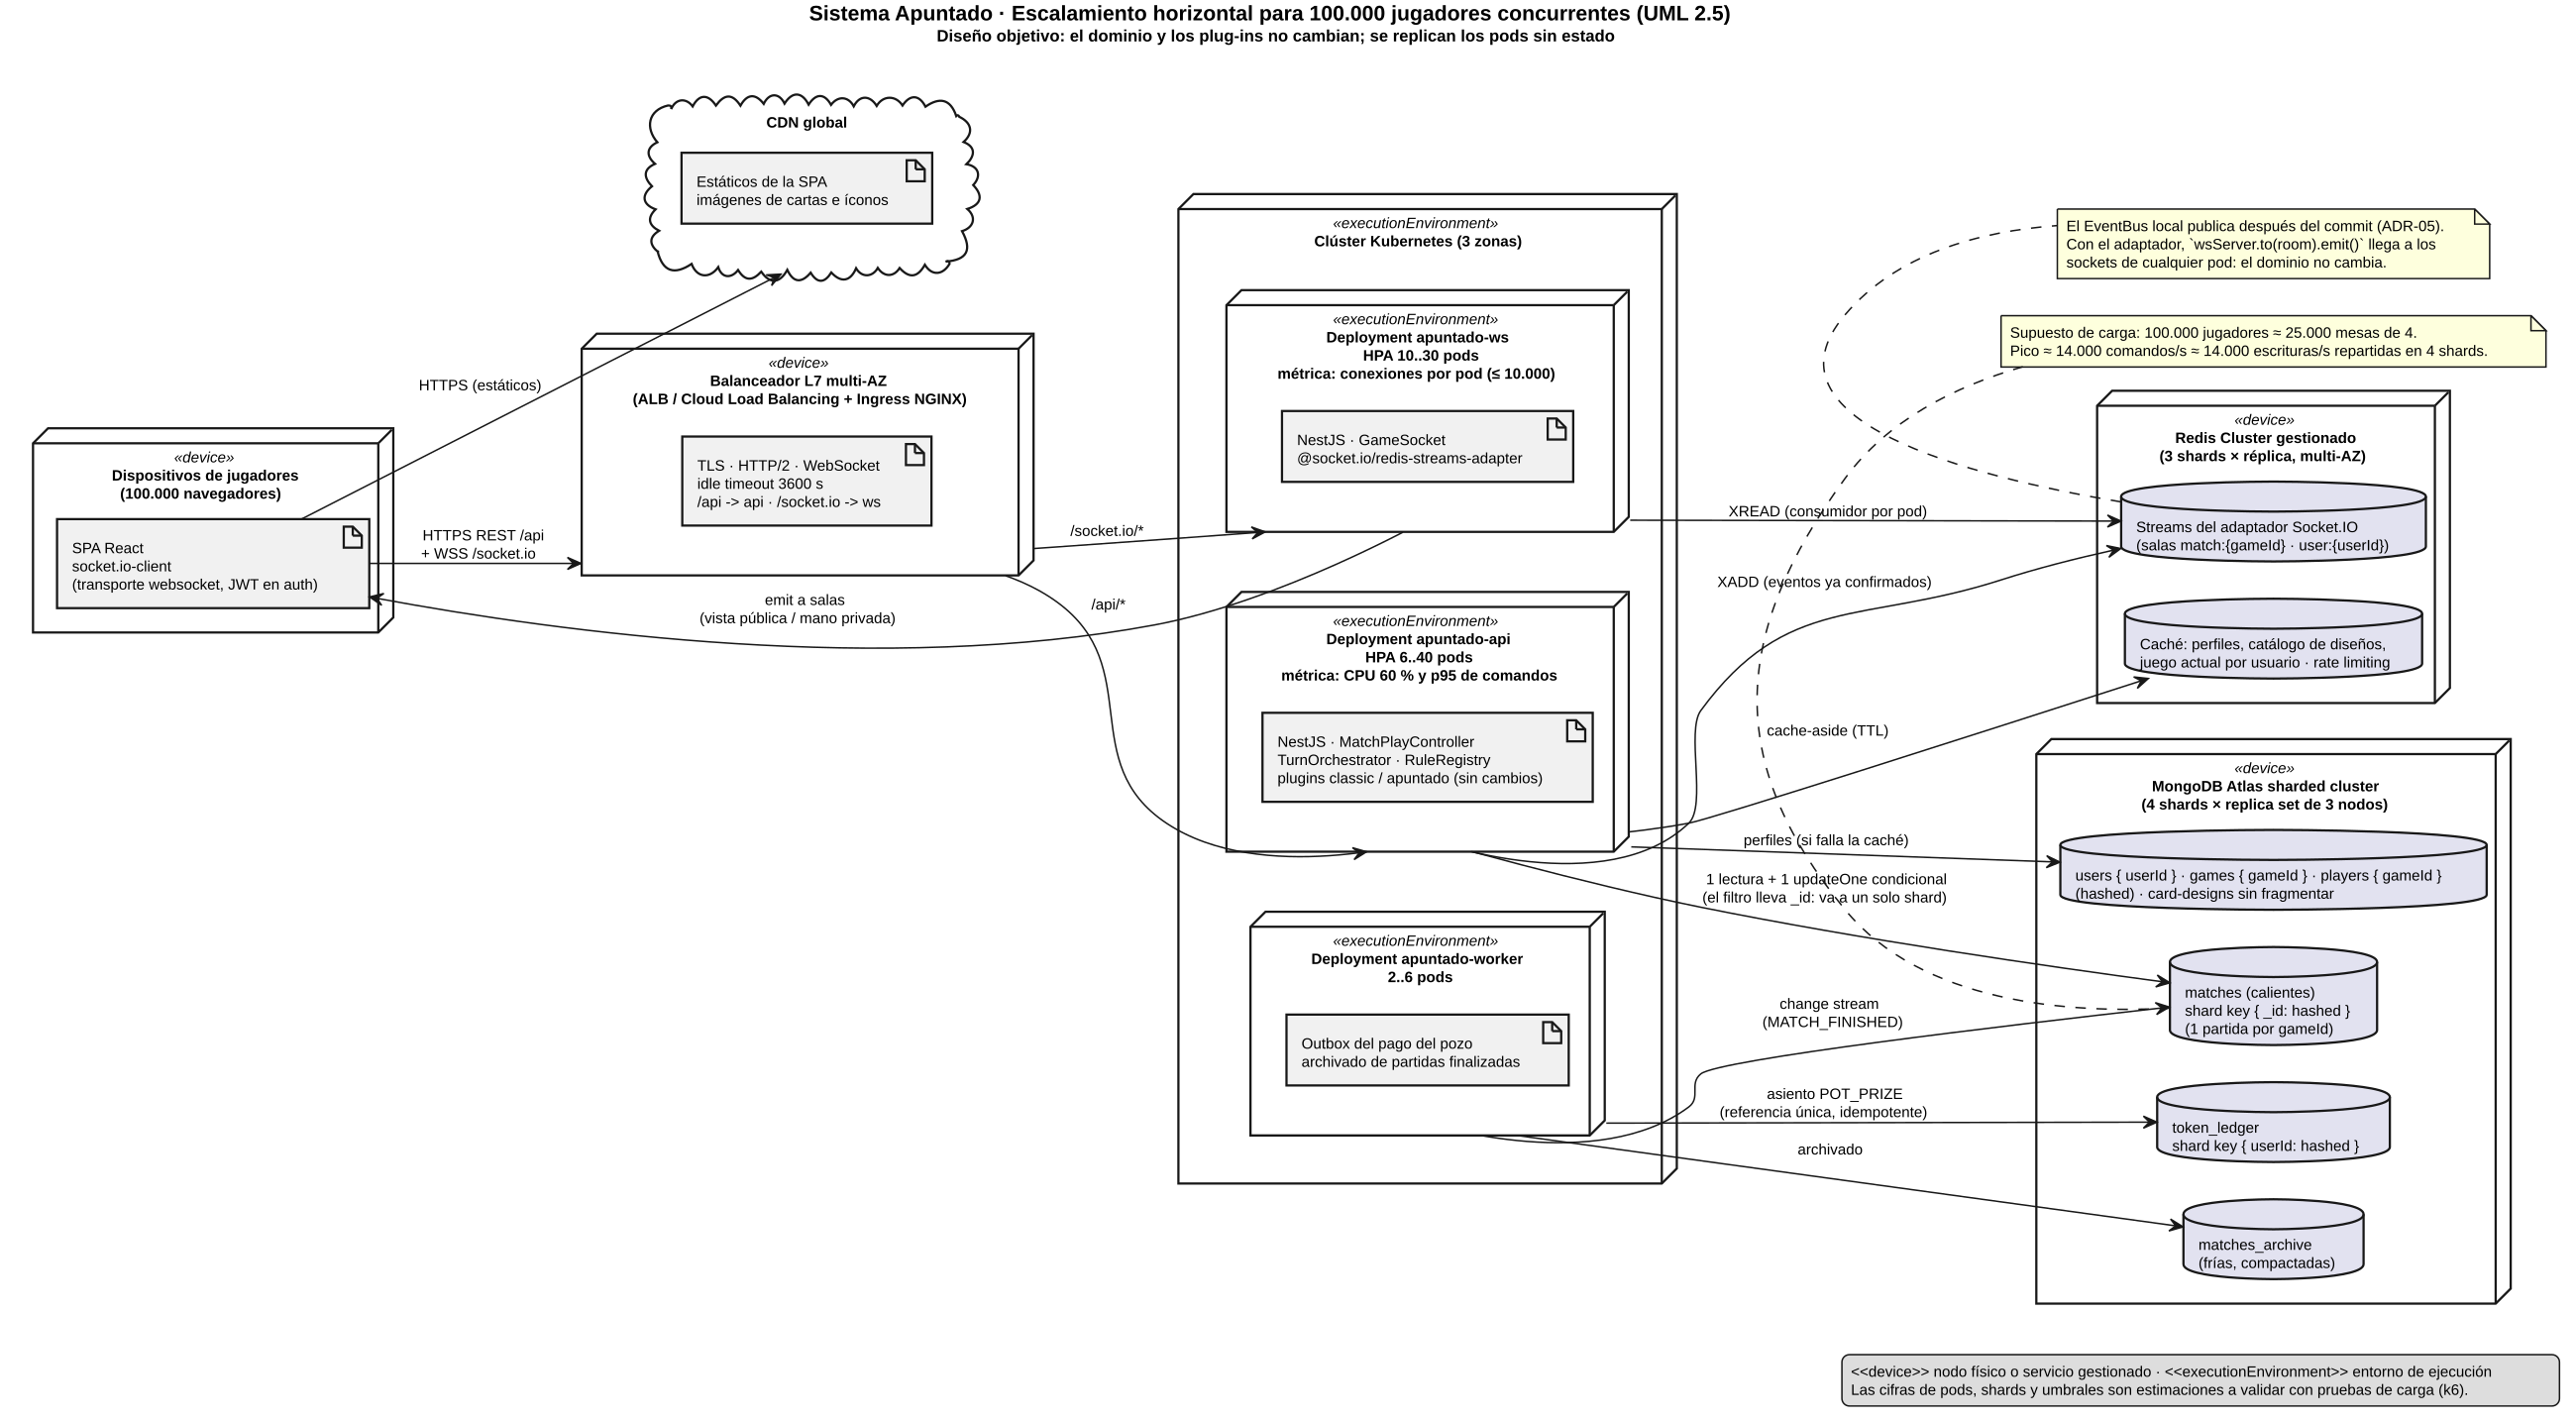 Sistema Apuntado · Escalamiento horizontal para 100.000 jugadores concurrentes (UML 2.5)
Diseño objetivo: el dominio y los plug-ins no cambian; se replican los pods sin estado
CDN global
Estáticos de la SPA
imágenes de cartas e íconos
HTTPS (estáticos)
«device»
Dispositivos de jugadores
(100.000 navegadores)
SPA React
socket.io-client
(transporte websocket, JWT en auth)
HTTPS REST /api
+ WSS /socket.io
«device»
Balanceador L7 multi-AZ
(ALB / Cloud Load Balancing + Ingress NGINX)
TLS · HTTP/2 · WebSocket
idle timeout 3600 s
/api -> api · /socket.io -> ws
emit a salas
(vista pública / mano privada)
/socket.io/*
/api/*
«executionEnvironment»
Clúster Kubernetes (3 zonas)
«executionEnvironment»
Deployment apuntado-ws
HPA 10..30 pods
métrica: conexiones por pod (≤ 10.000)
NestJS · GameSocket
@socket.io/redis-streams-adapter
«executionEnvironment»
Deployment apuntado-api
HPA 6..40 pods
métrica: CPU 60 % y p95 de comandos
NestJS · MatchPlayController
TurnOrchestrator · RuleRegistry
plugins classic / apuntado (sin cambios)
«executionEnvironment»
Deployment apuntado-worker
2..6 pods
Outbox del pago del pozo
archivado de partidas finalizadas
XREAD (consumidor por pod)
XADD (eventos ya confirmados)
cache-aside (TTL)
perfiles (si falla la caché)
1 lectura + 1 updateOne condicional
(el filtro lleva _id: va a un solo shard)
change stream
(MATCH_FINISHED)
asiento POT_PRIZE
(referencia única, idempotente)
archivado
El EventBus local publica después del commit (ADR-05).
Con el adaptador, `wsServer.to(room).emit()` llega a los
sockets de cualquier pod: el dominio no cambia.
Supuesto de carga: 100.000 jugadores ≈ 25.000 mesas de 4.
Pico ≈ 14.000 comandos/s ≈ 14.000 escrituras/s repartidas en 4 shards.
«device»
Redis Cluster gestionado
(3 shards × réplica, multi-AZ)
Streams del adaptador Socket.IO
(salas match:{gameId} · user:{userId})
Caché: perfiles, catálogo de diseños,
juego actual por usuario · rate limiting
«device»
MongoDB Atlas sharded cluster
(4 shards × replica set de 3 nodos)
users { userId } · games { gameId } · players { gameId }
(hashed) · card-designs sin fragmentar
matches (calientes)
shard key { _id: hashed }
(1 partida por gameId)
token_ledger
shard key { userId: hashed }
matches_archive
(frías, compactadas)
<<device>> nodo físico o servicio gestionado · <<executionEnvironment>> entorno de ejecución
Las cifras de pods, shards y umbrales son estimaciones a validar con pruebas de carga (k6).